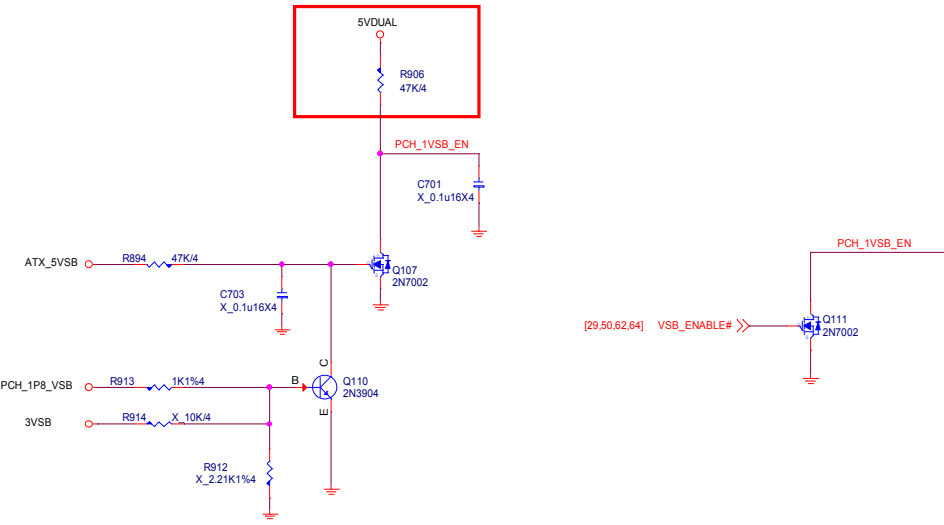 5VDUAL
R906
47K/4
PCH_1VSB_EN
C701
X_0.1u16X4
ATX_5VSB
R894
47K/4
Q107
2N7002
C703
X_0.1u16X4
PCH_1P8_VSB
R913
1K1%4
B
C
E
Q110
2N3904
3VSB
R914
X_10K/4
R912
X_2.21K1%4
PCH_1VSB_EN
[29,50,62,64]
VSB_ENABLE#
Q111
2N7002